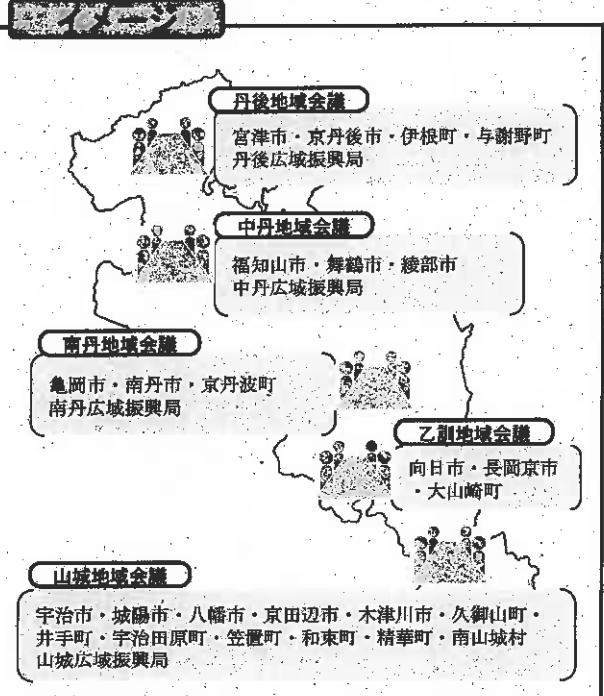 丹後地域会議
宮津市・京丹後市・伊根町・与謝野町
丹後広域振興局
中丹地域会議
福知山市・舞鶴市・綾部市
中丹広域振興局
南丹地域会議
亀岡市・南丹市・京丹波町
南丹広域振興局
乙訓地域会議
向日市・長岡京市
・大山崎町
山城地域会議
宇治市・城陽市・八幡市・京田辺市・木津川市・久御山町・
井手町・宇治田原町・笠置町・和束町・精華町・南山城村
山城広域振興局